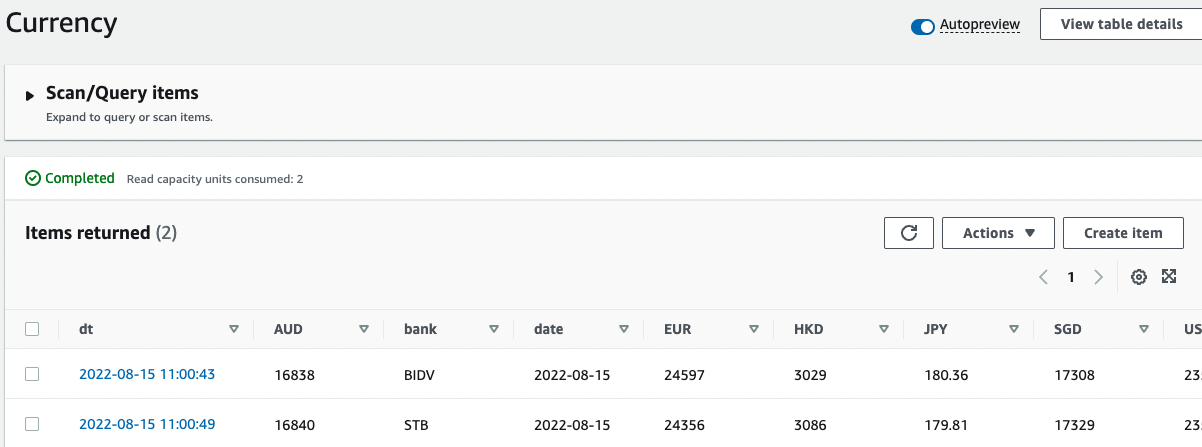 Currency
Autopreview
View table details
Scan/Query items
Expand to query or scan items.
Completed Read capacity units consumed: 2
Items returned (2)
Actions
Create item
1
dt AUD bank date EUR HKD JPY SGD US
2022-08-15 11:00:43 16838 BIDV 2022-08-15 24597 3029 180.36 17308 23
2022-08-15 11:00:49 16840 STB 2022-08-15 24356 3086 179.81 17329 23